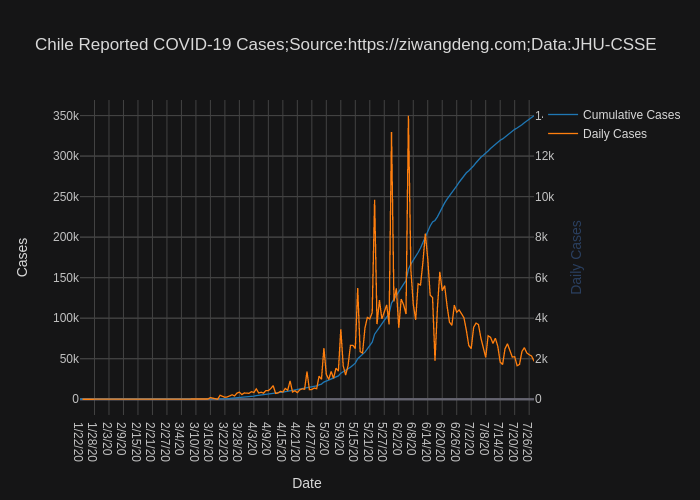 Chile Reported COVID-19 Cases;Source:https://ziwangdeng.com;Data:JHU-CSSE
350k
300k
250k
200k
150k
100k
50k
0
Cases
12k
10k
8k
6k
4k
2k
0
Daily Cases
Cumulative Cases
Daily Cases
1/22/20
1/28/20
2/3/20
2/9/20
2/15/20
2/21/20
2/27/20
3/4/20
3/10/20
3/16/20
3/22/20
3/28/20
4/3/20
4/9/20
4/15/20
4/21/20
4/27/20
5/3/20
5/9/20
5/15/20
5/21/20
5/27/20
6/2/20
6/8/20
6/14/20
6/20/20
6/26/20
7/2/20
7/8/20
7/14/20
7/20/20
7/26/20
Date